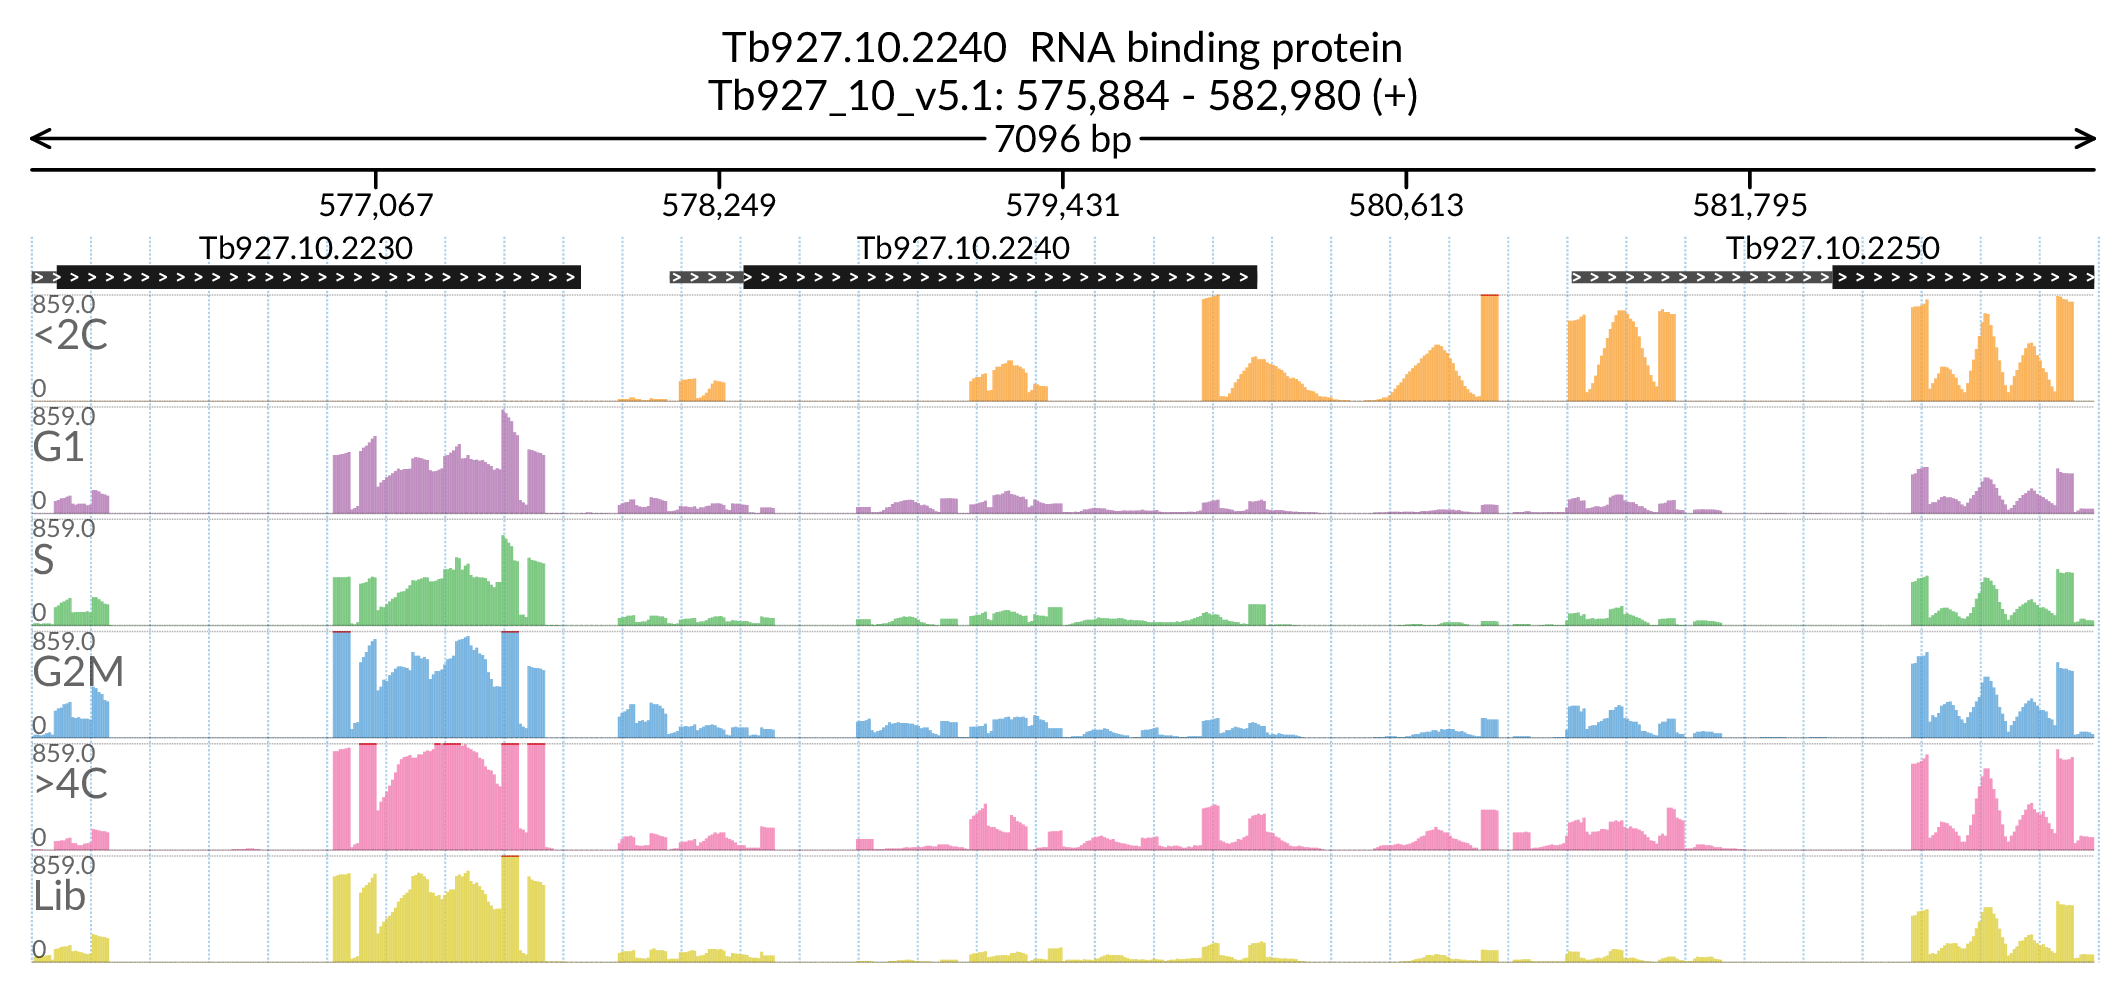 Tb927.10.2240  RNA binding protein
Tb927_10_v5.1: 575,884 - 582,980 (+)
7096 bp
577,067 578,249 579,431 580,613 581,795
Tb927.10.2230 Tb927.10.2240 Tb927.10.2250
859.0
<2C
0
859.0
G1
0
859.0
S
0
859.0
G2M
0
859.0
>4C
0
859.0
Lib
0